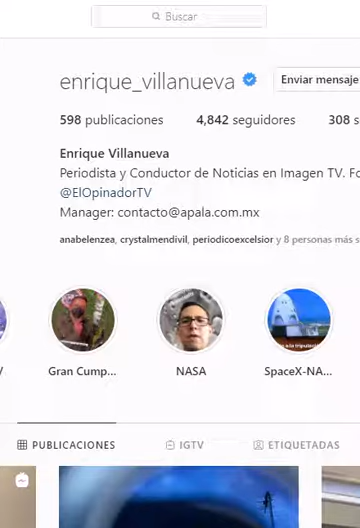 Buscar
enrique_villanueva Enviar mensaje
598 publicaciones 4,842 seguidores 308 s
Enrique Villanueva
Periodista y Conductor de Noticias en Imagen TV. Fo
@ElOpinadorTV
Manager: contacto@apala.com.mx
anabelenzea, crystalmendivil, periodicoexcelsior y 8 personas más s
V Gran Cump... NASA SpaceX-NA...
PUBLICACIONES IGTV ETIQUETADAS